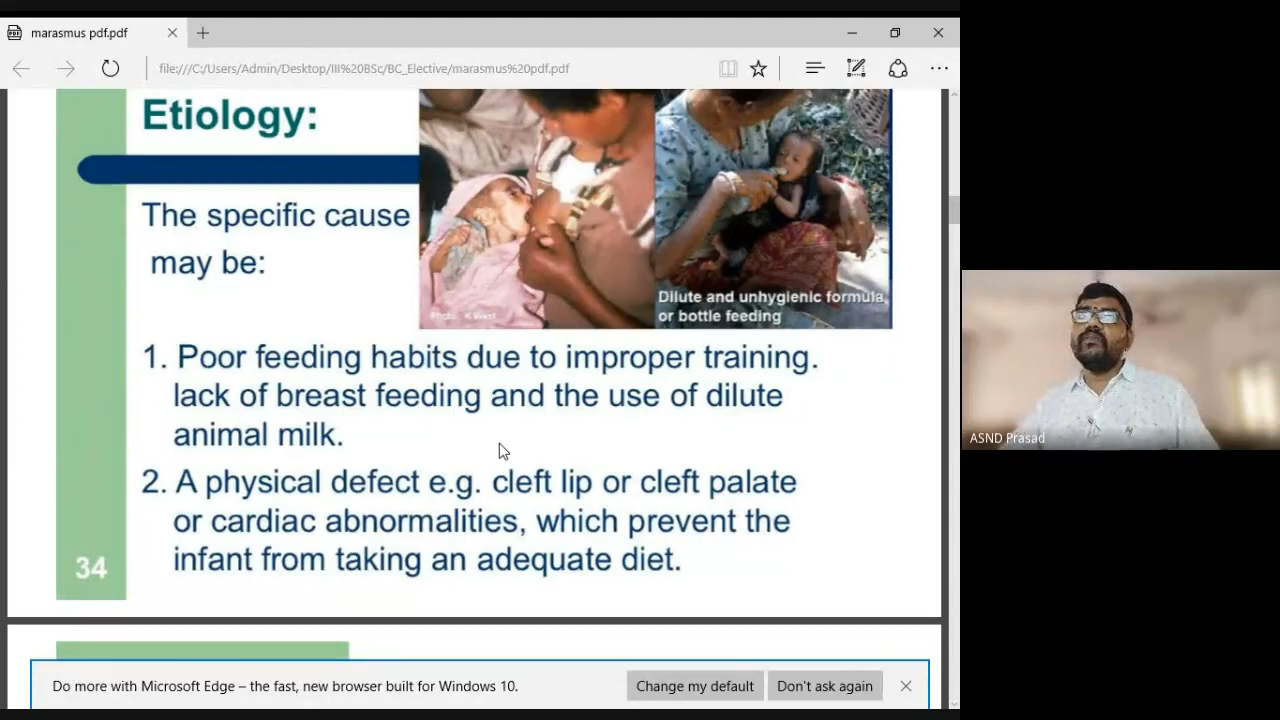 marasmus pdf.pdf
file:///C:/Users/Admin/Desktop/III%20BSc/BC_Elective/marasmus%20pdf.pdf
Etiology:
The specific cause
may be:
Photo: K West
Dilute and unhygienic formula,
or bottle feeding
1. Poor feeding habits due to improper training.
lack of breast feeding and the use of dilute
animal milk.
2. A physical defect e.g. cleft lip or cleft palate
or cardiac abnormalities, which prevent the
infant from taking an adequate diet.
34
ASND Prasad
Do more with Microsoft Edge – the fast, new browser built for Windows 10.
Change my default
Don't ask again